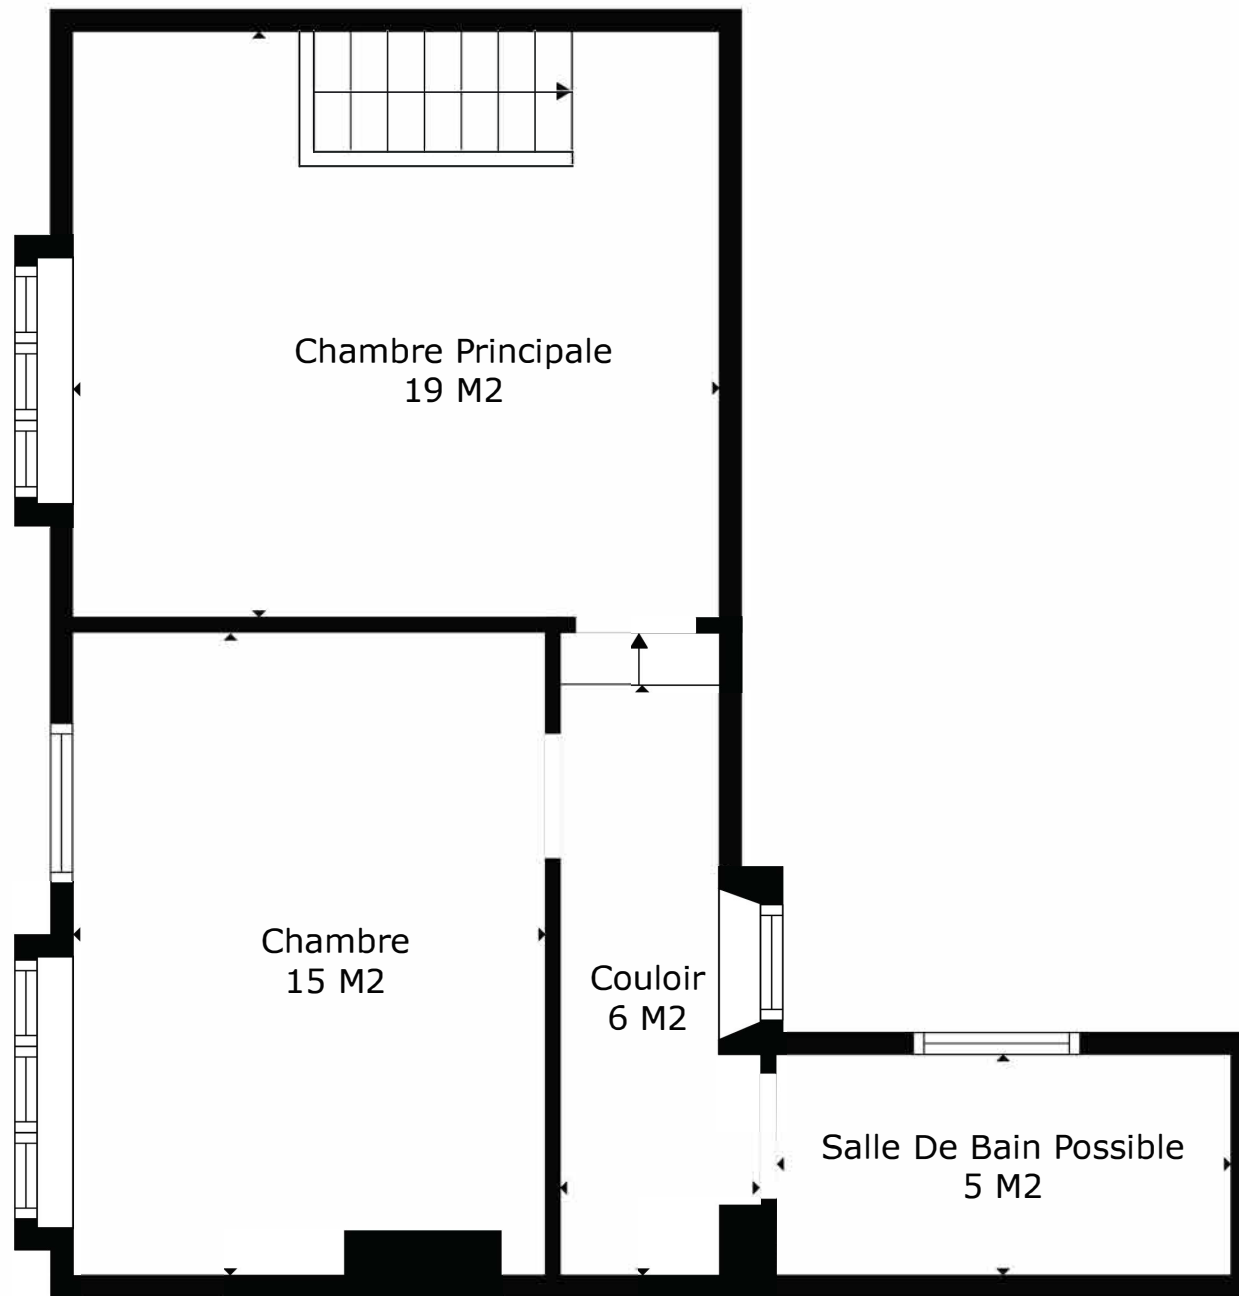 Chambre Principale
19 M2
Chambre
15 M2
Couloir
6 M2
Salle De Bain Possible
5 M2